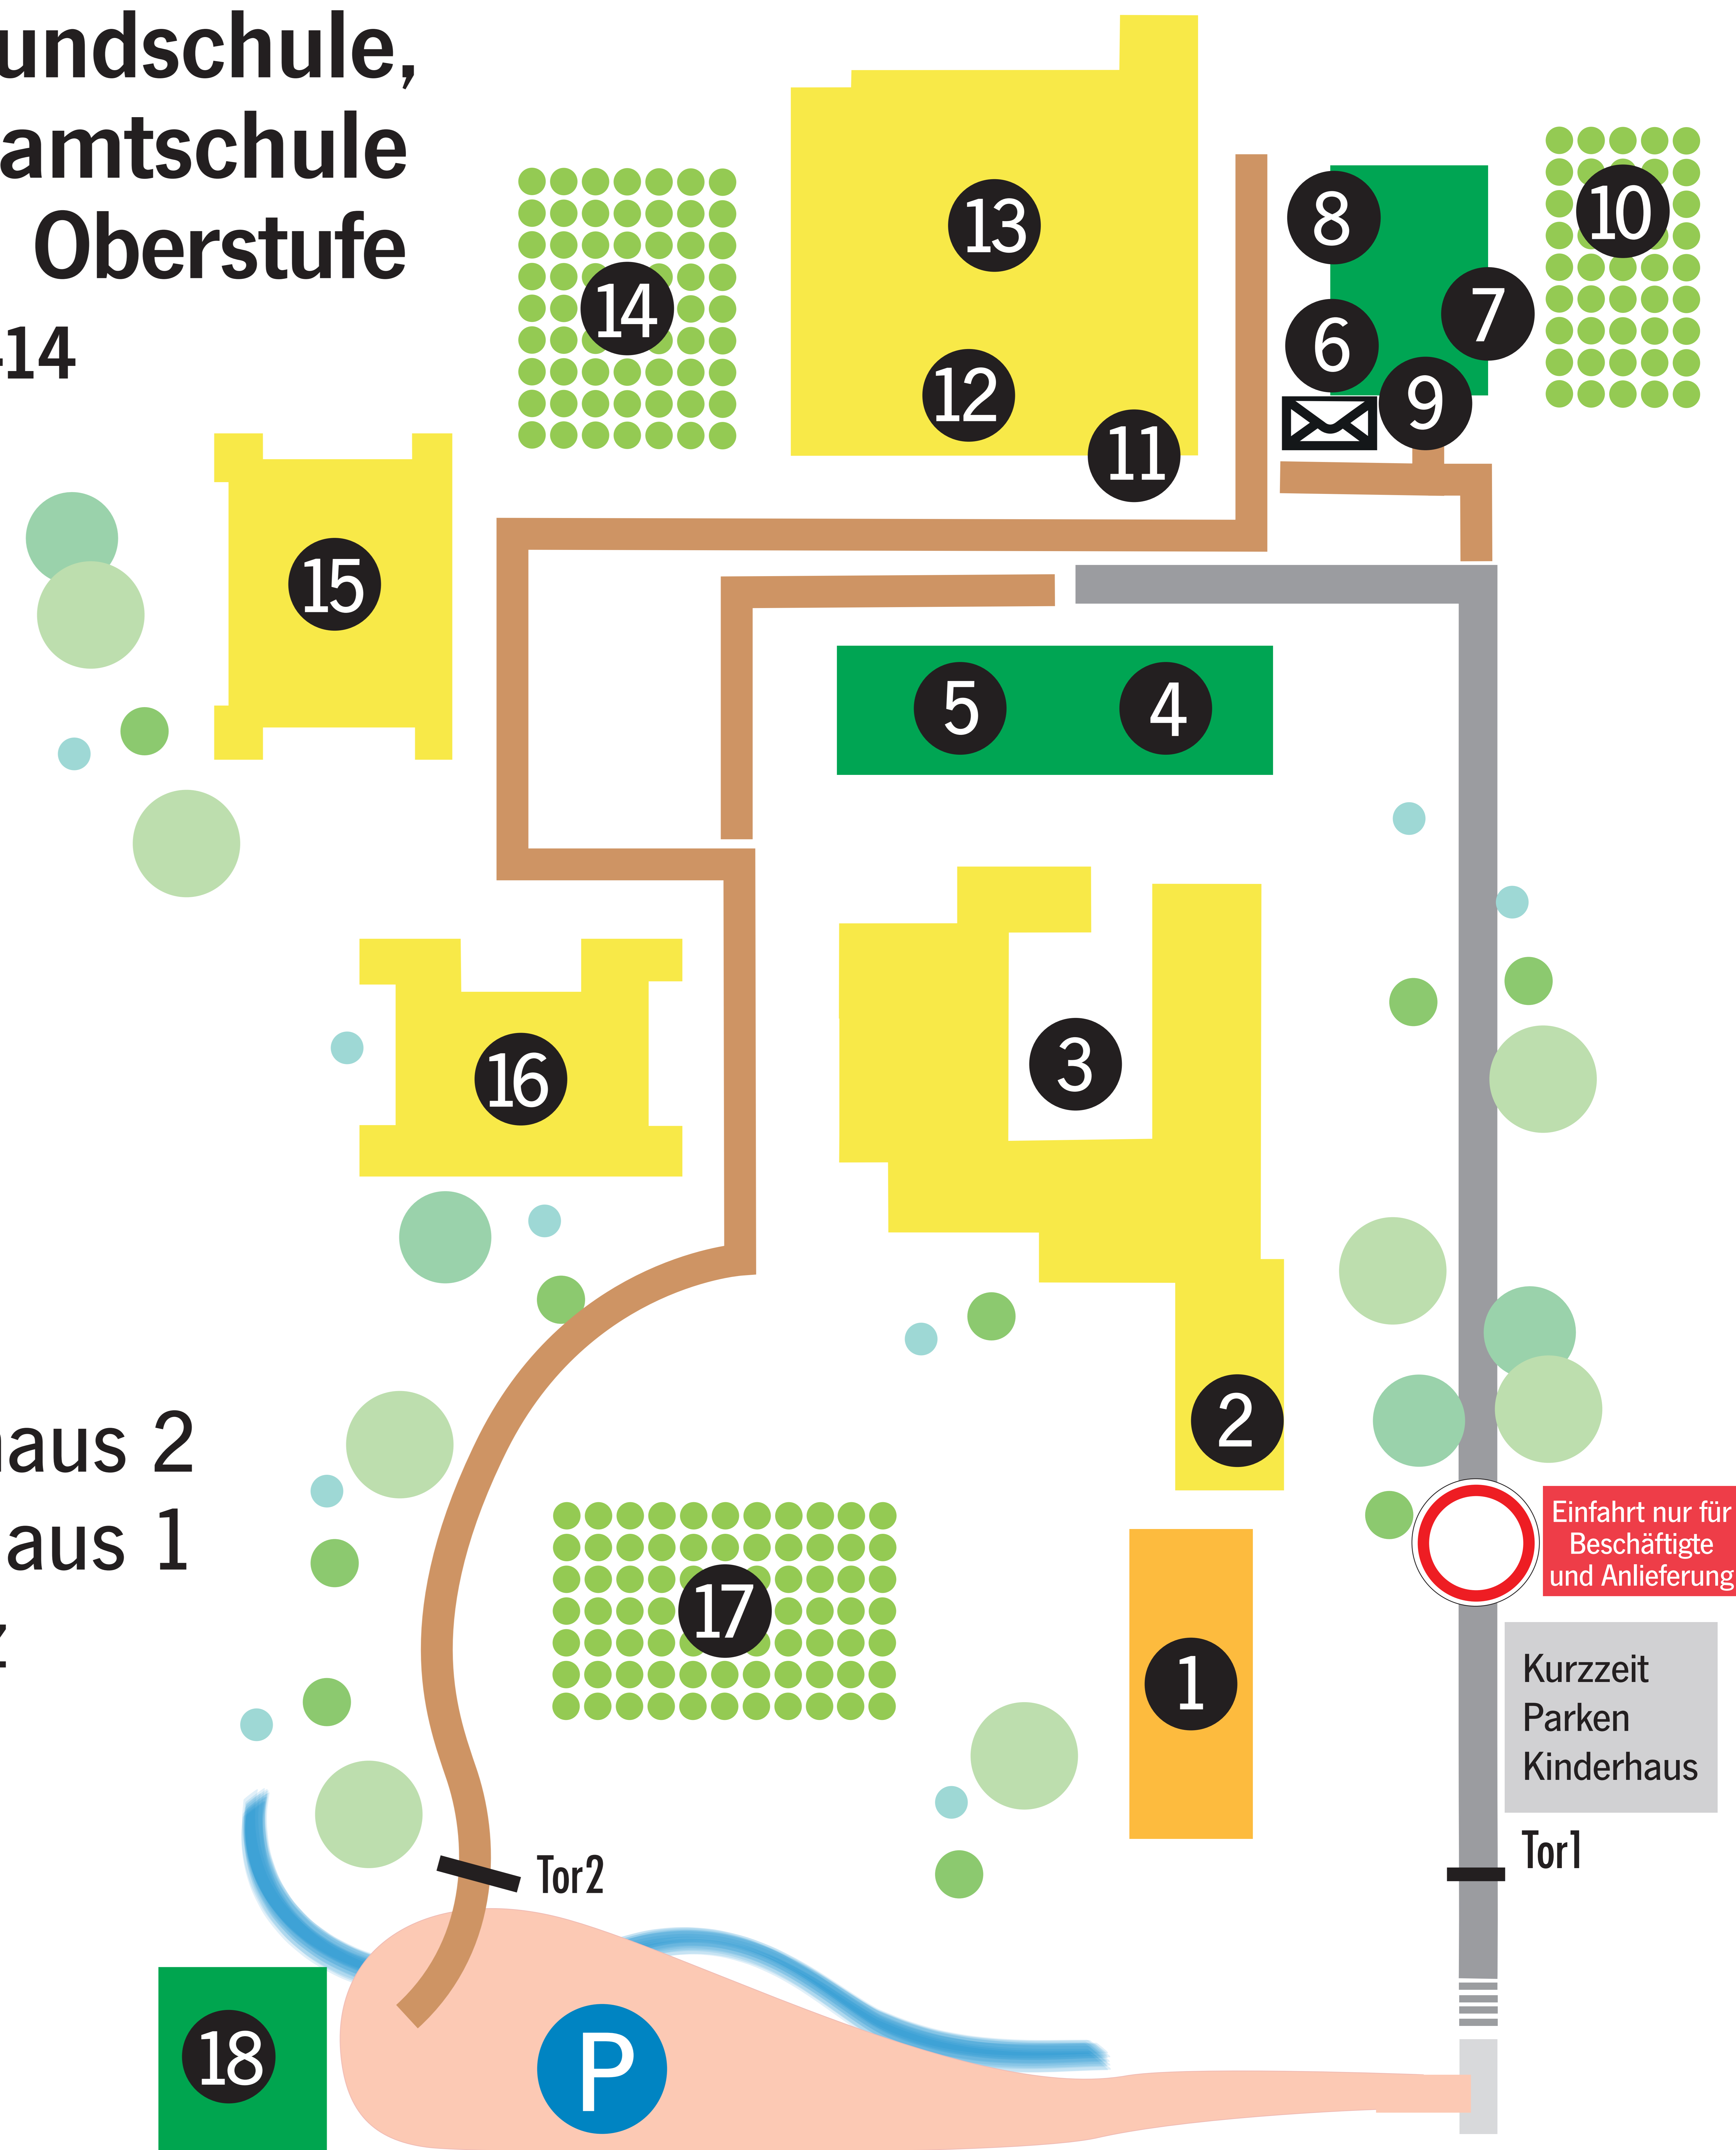 undschule,
amtschule
Oberstufe
-14
13
8
10
14
7
6
12
9
11
15
5
4
3
16
2
aus 2
aus 1
Einfahrt nur für
Beschäftigte
und Anlieferung
17
1
Kurzzeit
Parken
Kinderhaus
Tor1
Tor2
18
P